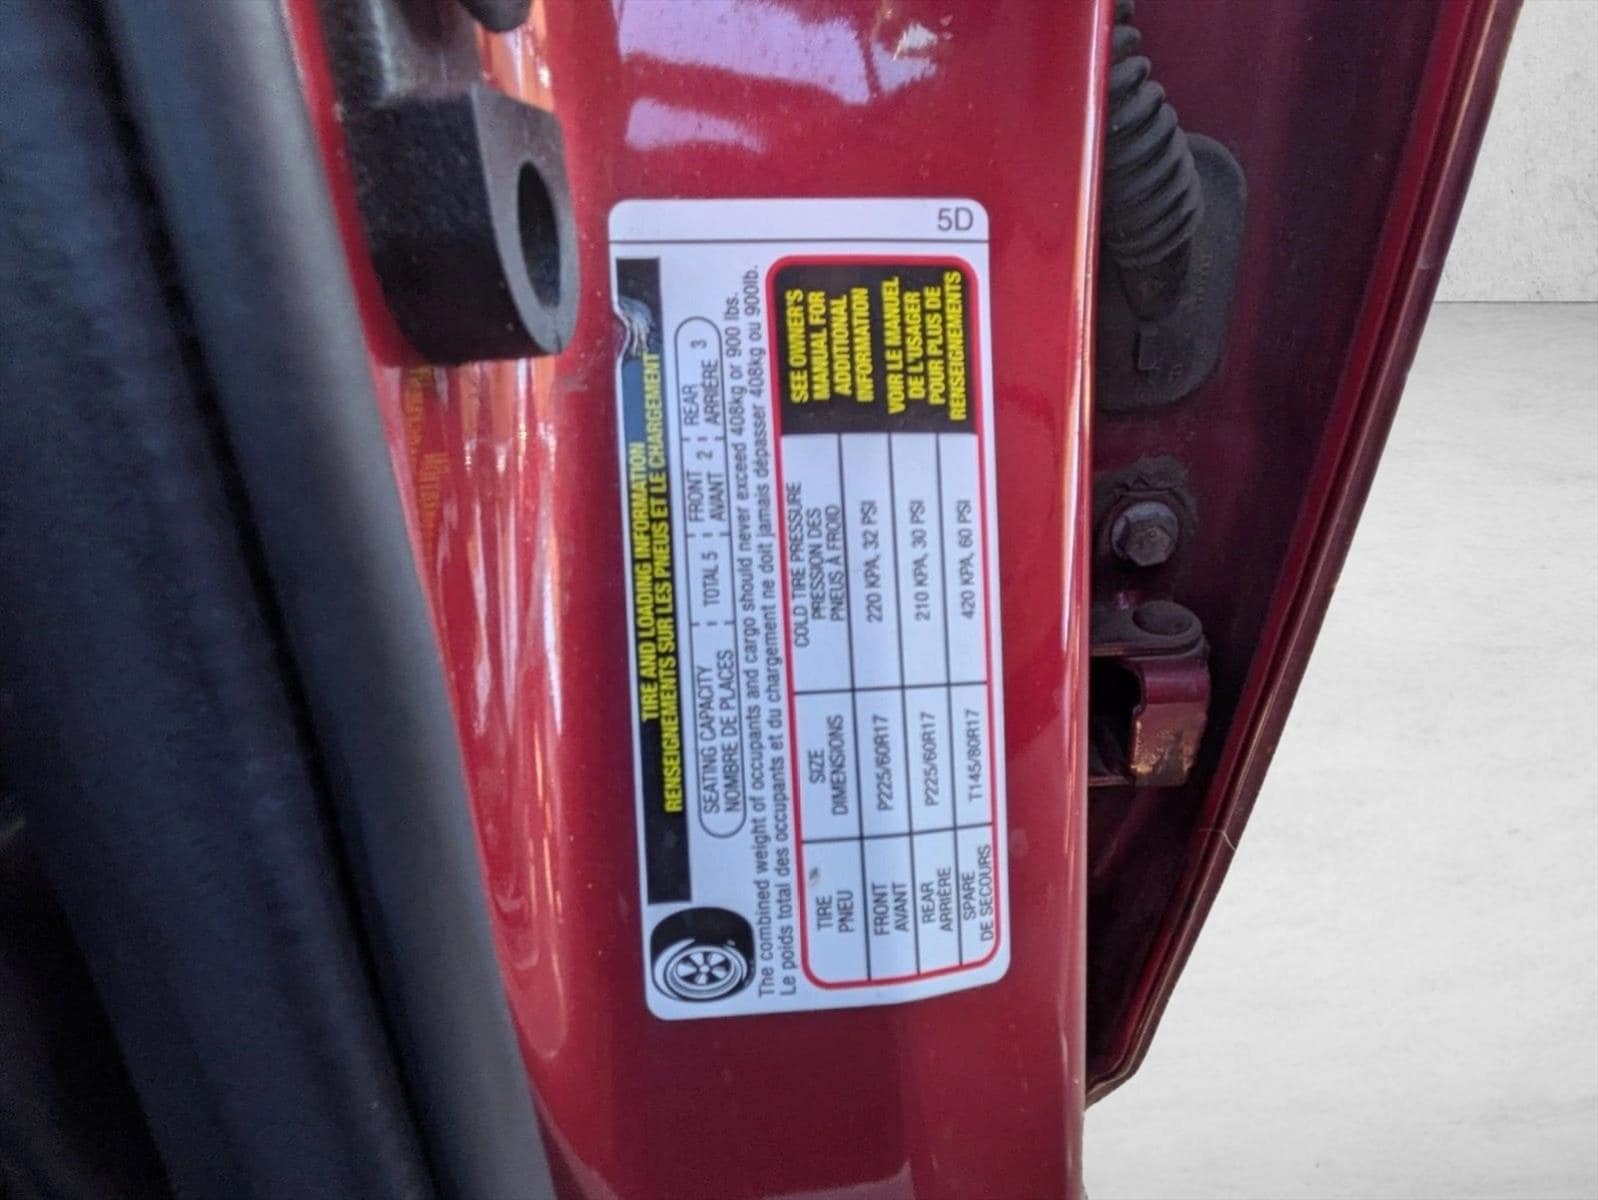 5D
TIRE AND LOADING INFORMATION
RENSEIGNEMENTS SUR LES PNEUS ET LE CHARGEMENT
SEATING CAPACITY
NOMBRE DE PLACES
TOTAL 5
FRONT
AVANT 2
REAR
ARRIÈRE 3
The combined weight of occupants and cargo should never exceed 408kg or 900 lbs.
Le poids total des occupants et du chargement ne doit jamais dépasser 408kg ou 900lb.
TIRE
PNEU
SIZE
DIMENSIONS
COLD TIRE PRESSURE
PRESSION DES
PNEUS À FROID
FRONT
AVANT
P225/60R17
220 KPA, 32 PSI
REAR
ARRIÈRE
P225/60R17
210 KPA, 30 PSI
SPARE
DE SECOURS
T145/80R17
420 KPA, 60 PSI
SEE OWNER'S
MANUAL FOR
ADDITIONAL
INFORMATION
VOIR LE MANUEL
DE L'USAGER
POUR PLUS DE
RENSEIGNEMENTS